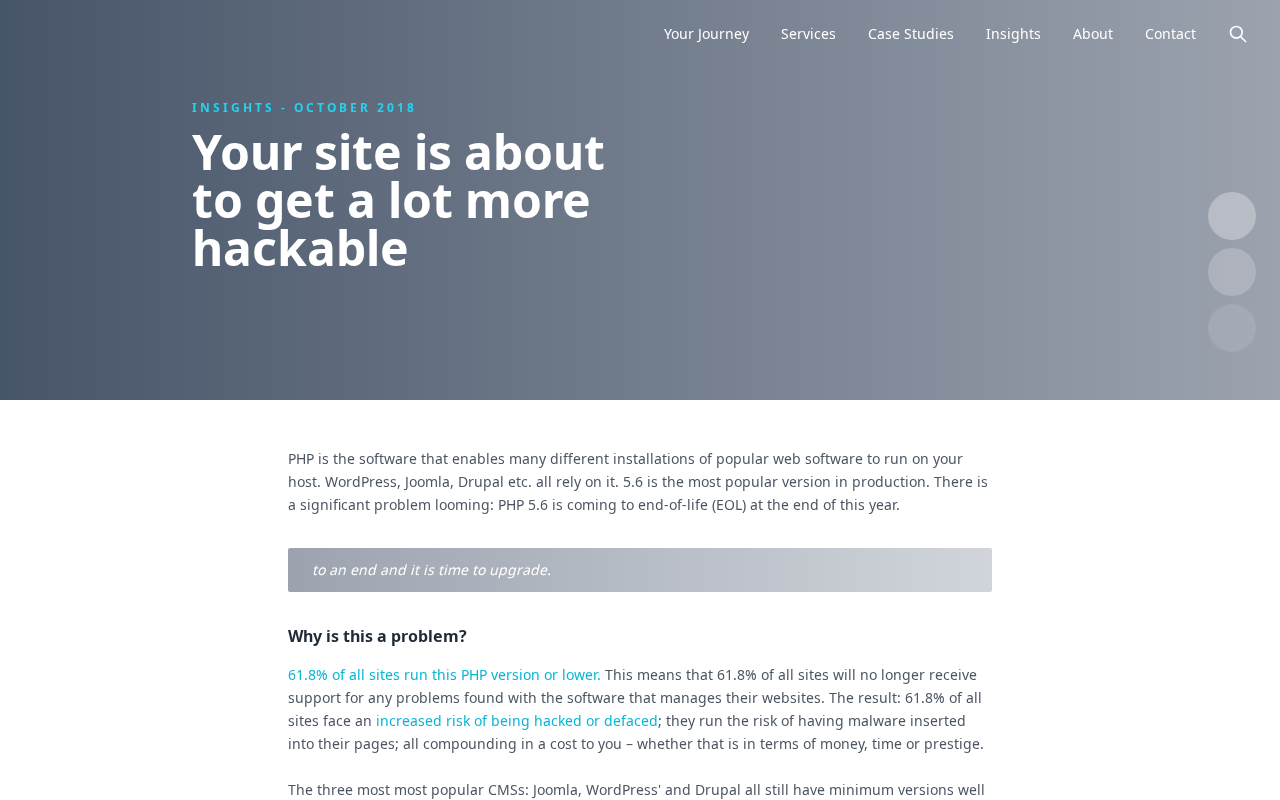 Your Journey Services Case Studies Insights About Contact
INSIGHTS - OCTOBER 2018
Your site is about
to get a lot more
hackable
PHP is the software that enables many different installations of popular web software to run on your
host. WordPress, Joomla, Drupal etc. all rely on it. 5.6 is the most popular version in production. There is
a significant problem looming: PHP 5.6 is coming to end-of-life (EOL) at the end of this year.
to an end and it is time to upgrade.
Why is this a problem?
61.8% of all sites run this PHP version or lower. This means that 61.8% of all sites will no longer receive
support for any problems found with the software that manages their websites. The result: 61.8% of all
sites face an increased risk of being hacked or defaced; they run the risk of having malware inserted
into their pages; all compounding in a cost to you – whether that is in terms of money, time or prestige.
The three most most popular CMSs: Joomla, WordPress' and Drupal all still have minimum versions well